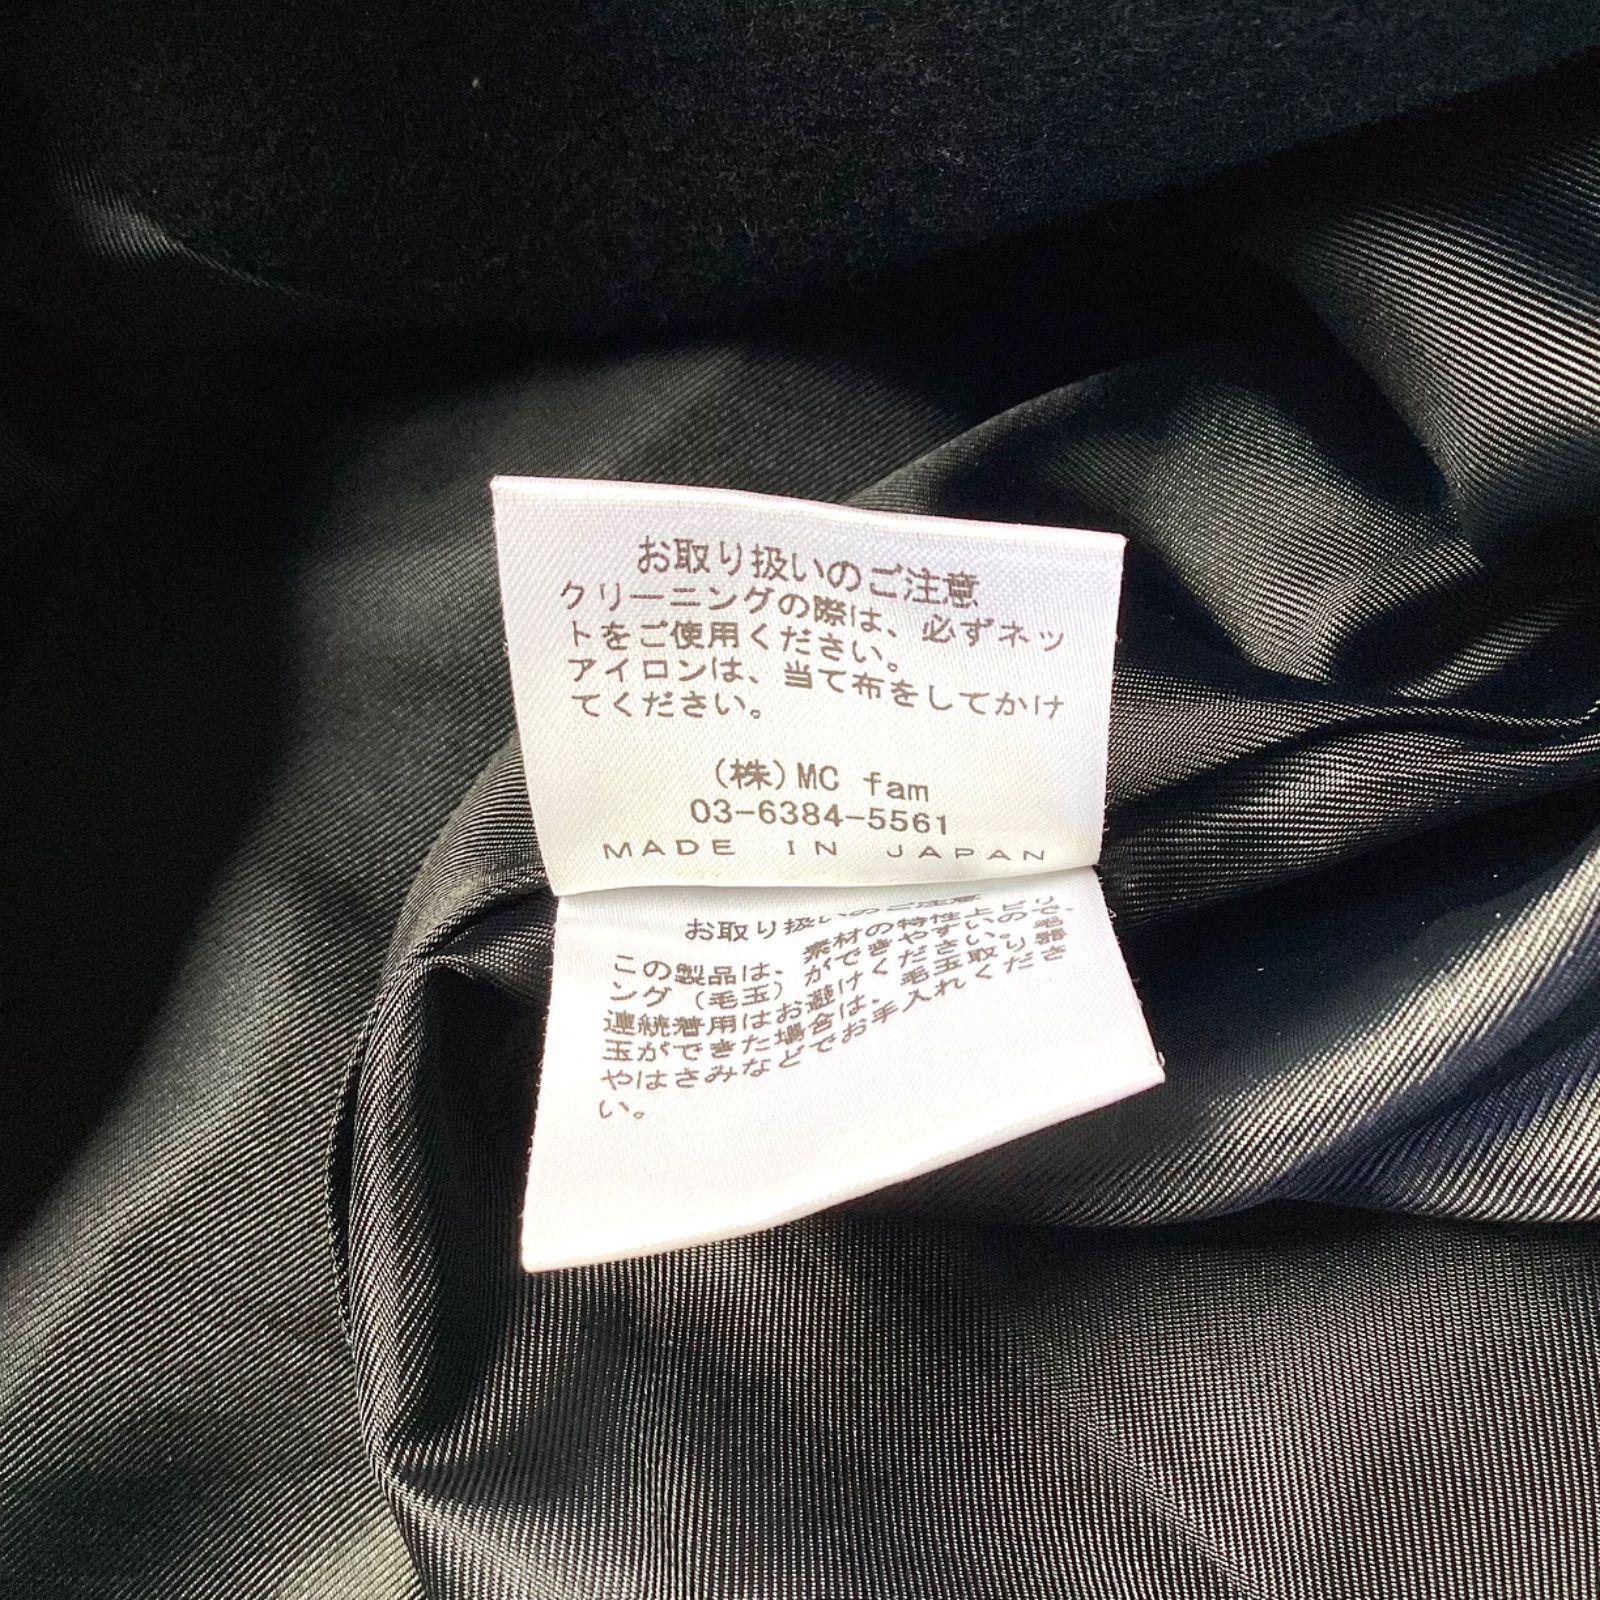 お取り扱いのご注意
クリーニングの際は、必ずネッ
トをご使用ください。
アイロンは、当て布をしてかけ
てください。
(株)MC fam
03-6384-5561
MADE IN JAPAN
お取り扱いのご注意
この製品は、素材の特性上ピリ
ング(毛玉)ができやすいので、
連続着用はお避けください。毛
玉ができた場合は、毛玉取り器
やはさみなどでお手入れくださ
い。